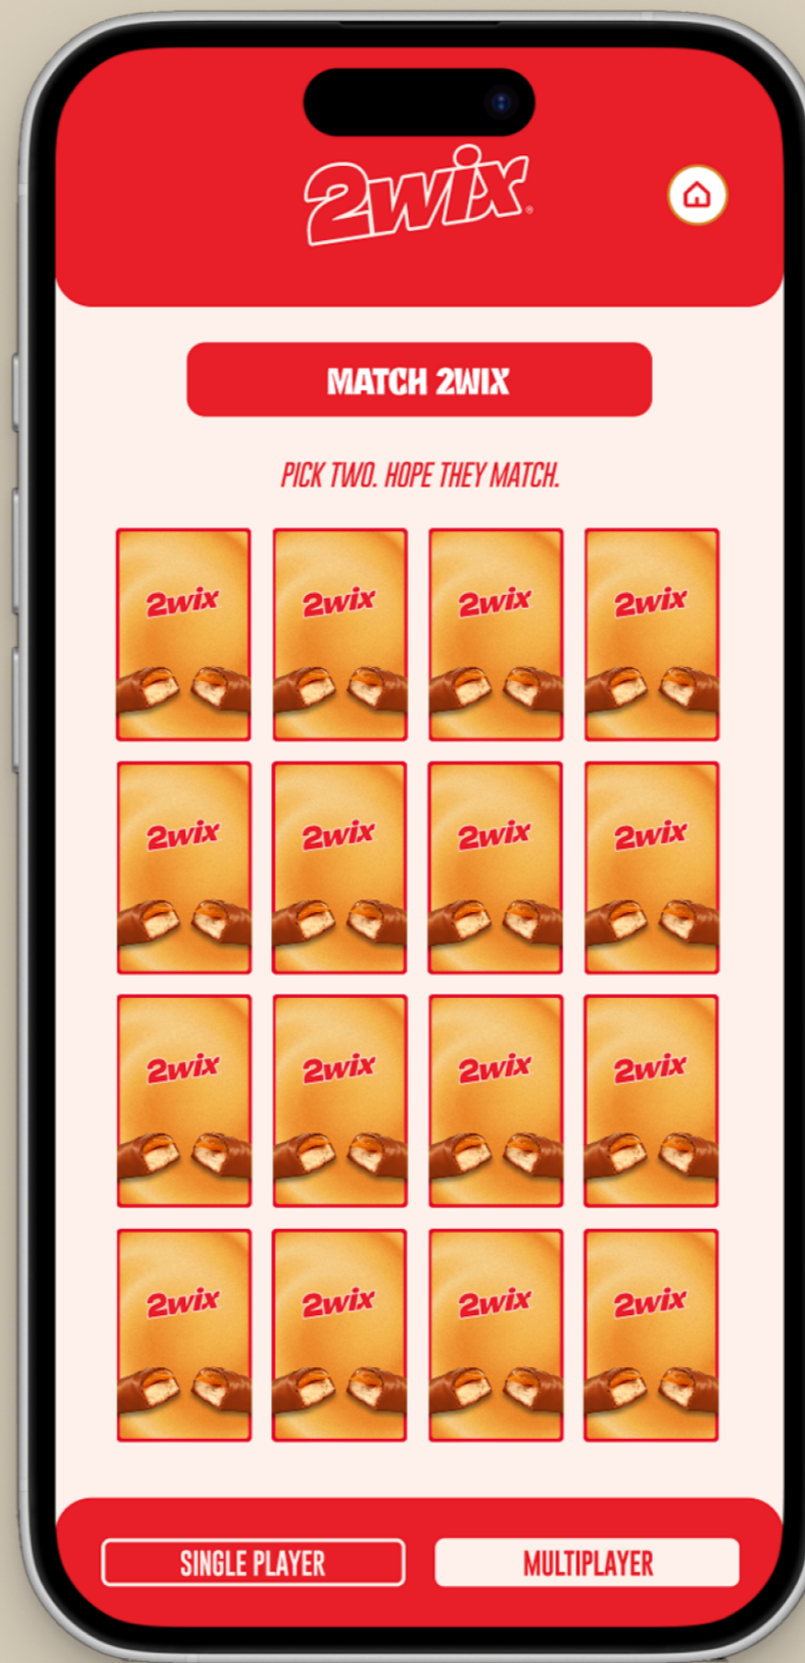 2wix®
MATCH 2WIX
PICK TWO. HOPE THEY MATCH.
2wix 2wix 2wix 2wix
2wix 2wix 2wix 2wix
2wix 2wix 2wix 2wix
2wix 2wix 2wix 2wix
SINGLE PLAYER MULTIPLAYER